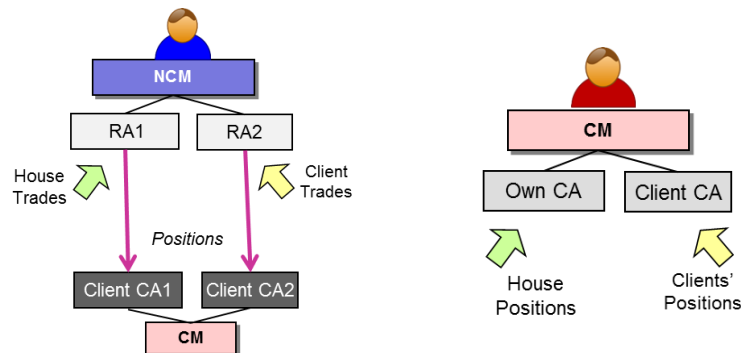 NCM
RA1
RA2
House
Trades
Client
Trades
Positions
Client CA1
Client CA2
CM
CM
Own CA
Client CA
House
Positions
Clients'
Positions